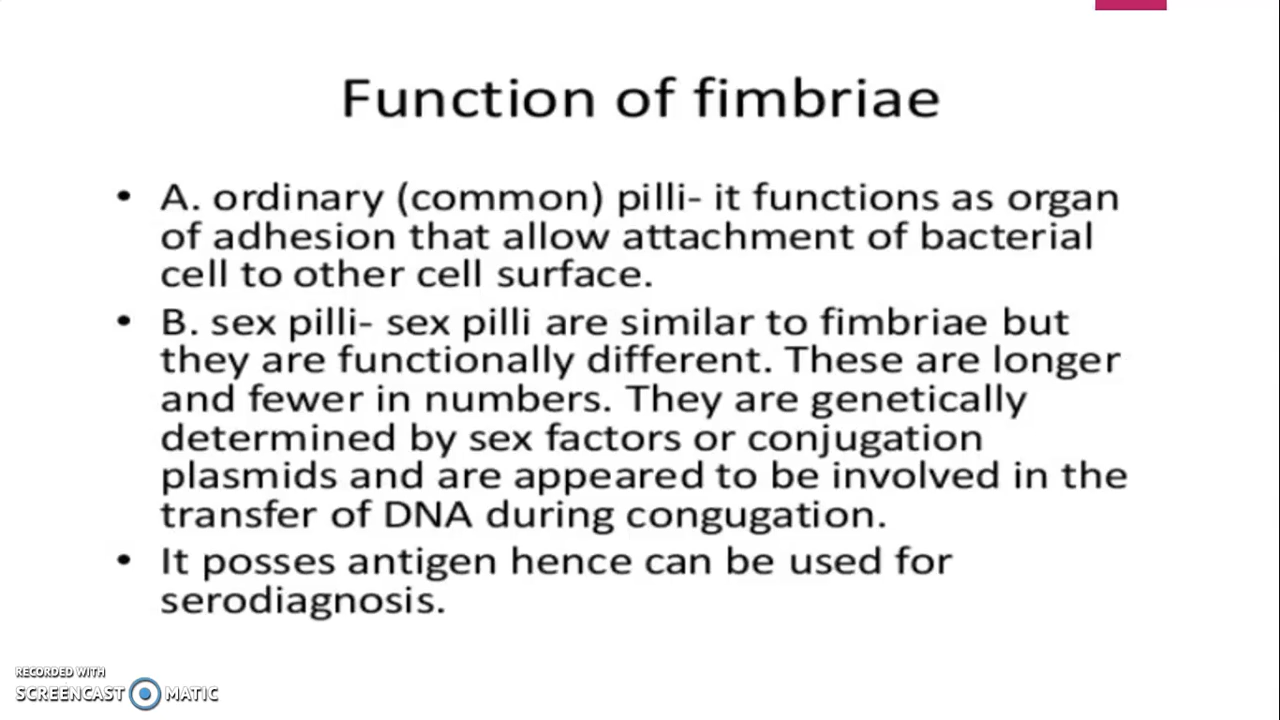 Function of fimbriae
• A. ordinary (common) pilli- it functions as organ
of adhesion that allow attachment of bacterial
cell to other cell surface.
• B. sex pilli- sex pilli are similar to fimbriae but
they are functionally different. These are longer
and fewer in numbers. They are genetically
determined by sex factors or conjugation
plasmids and are appeared to be involved in the
transfer of DNA during congugation.
• It posses antigen hence can be used for
serodiagnosis.
RECORDED WITH
SCREENCAST MATIC